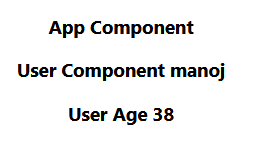 App Component
User Component manoj
User Age 38